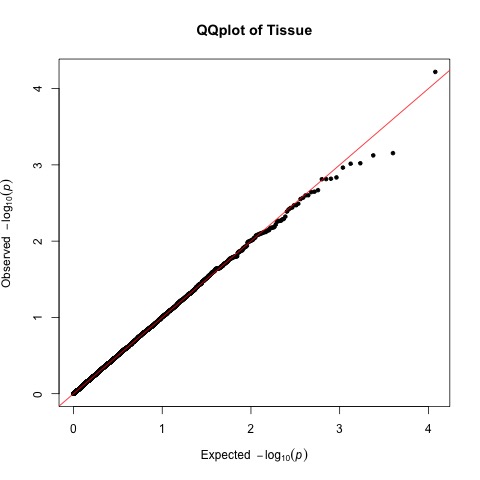 QQplot of Tissue
4
3
2
1
0
Observed −log10(p)
0 1 2 3 4
Expected −log10(p)